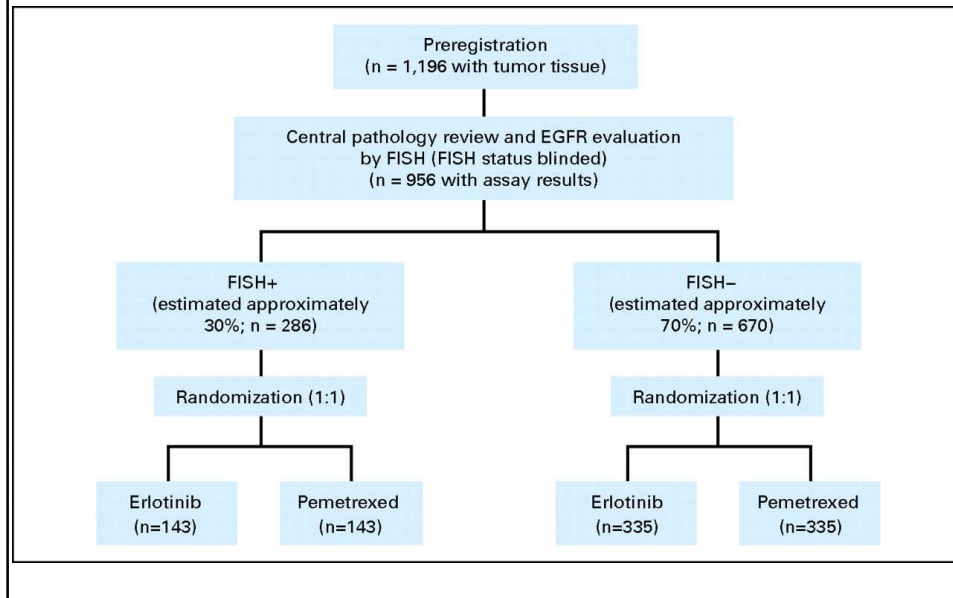 Preregistration
(n = 1,196 with tumor tissue)
Central pathology review and EGFR evaluation
by FISH (FISH status blinded)
(n = 956 with assay results)
FISH+
(estimated approximately
30%; n = 286)
FISH–
(estimated approximately
70%; n = 670)
Randomization (1:1)
Randomization (1:1)
Erlotinib
(n=143)
Pemetrexed
(n=143)
Erlotinib
(n=335)
Pemetrexed
(n=335)